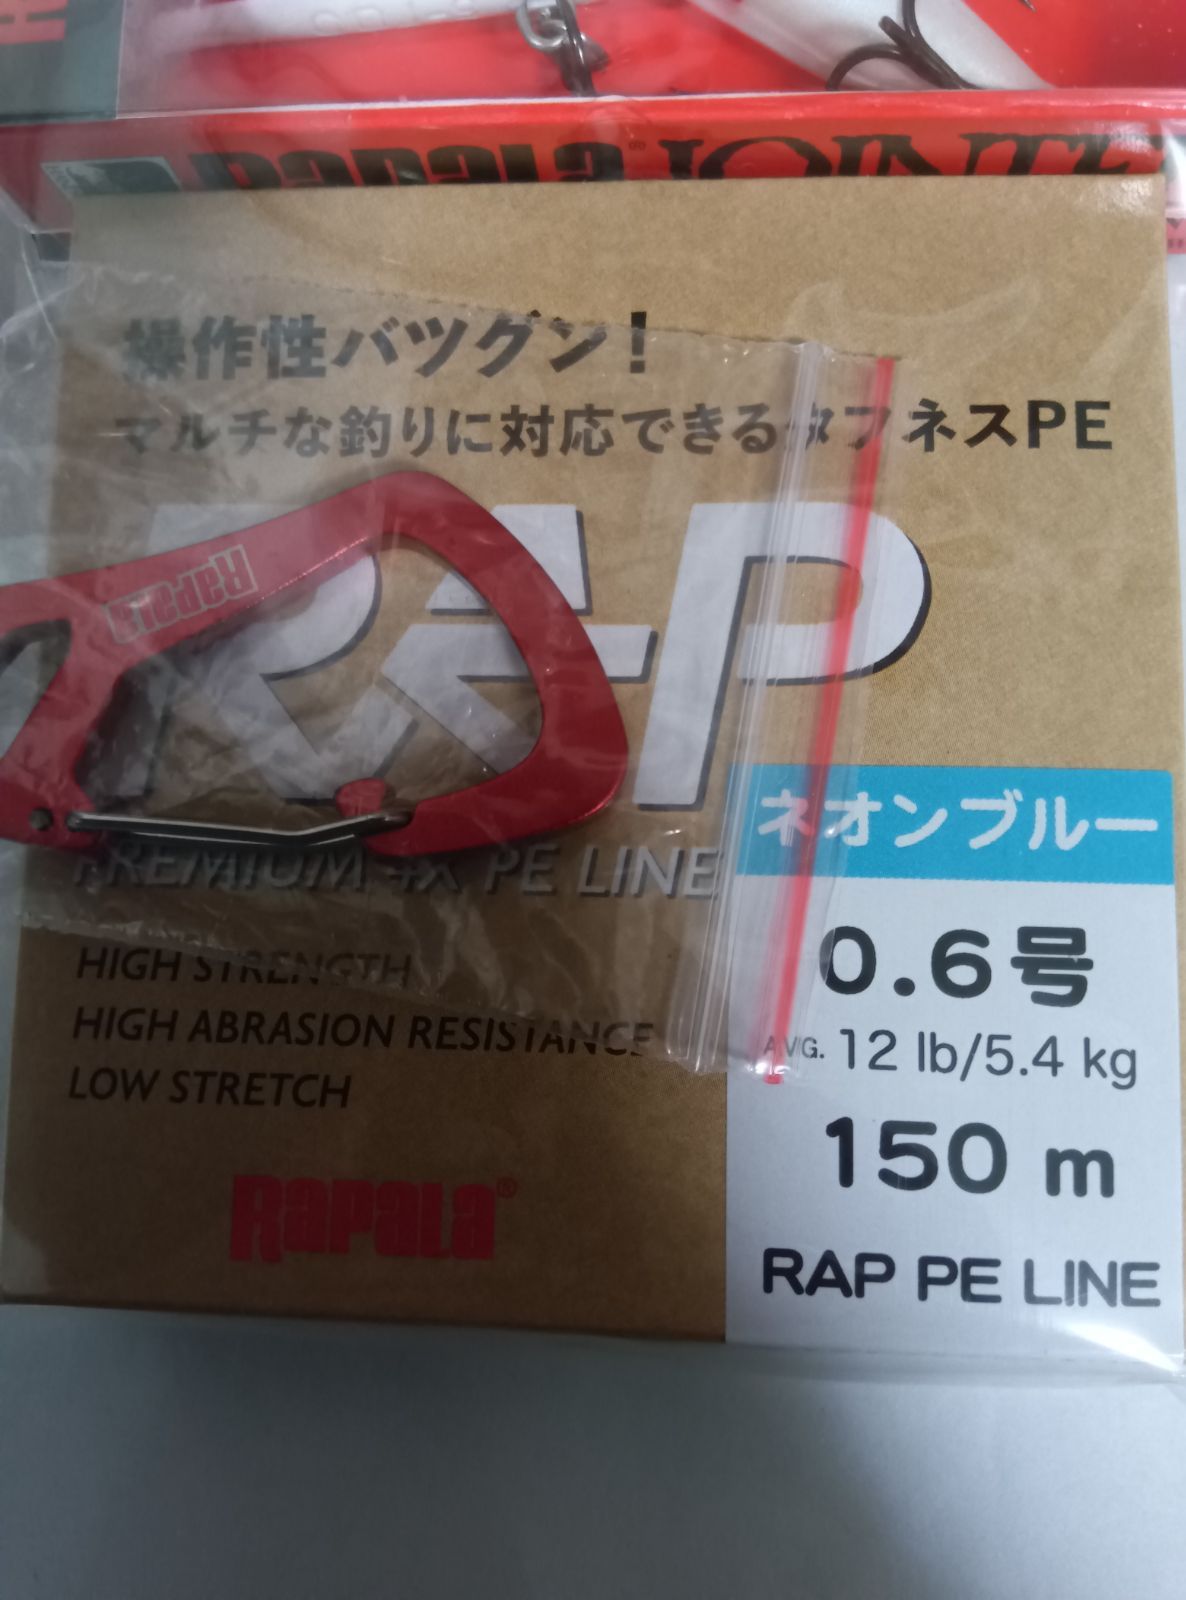 Rapala® JOINTE
操作性バツグン！
マルチな釣りに対応できるタフネスPE
RAP
Rapala
ネオンブルー
PREMIUM 4X PE LINE
0.6号
HIGH STRENGTH
HIGH ABRASION RESISTANCE
AVG. 12 lb/5.4 kg
LOW STRETCH
150 m
Rapala®
RAP PE LINE